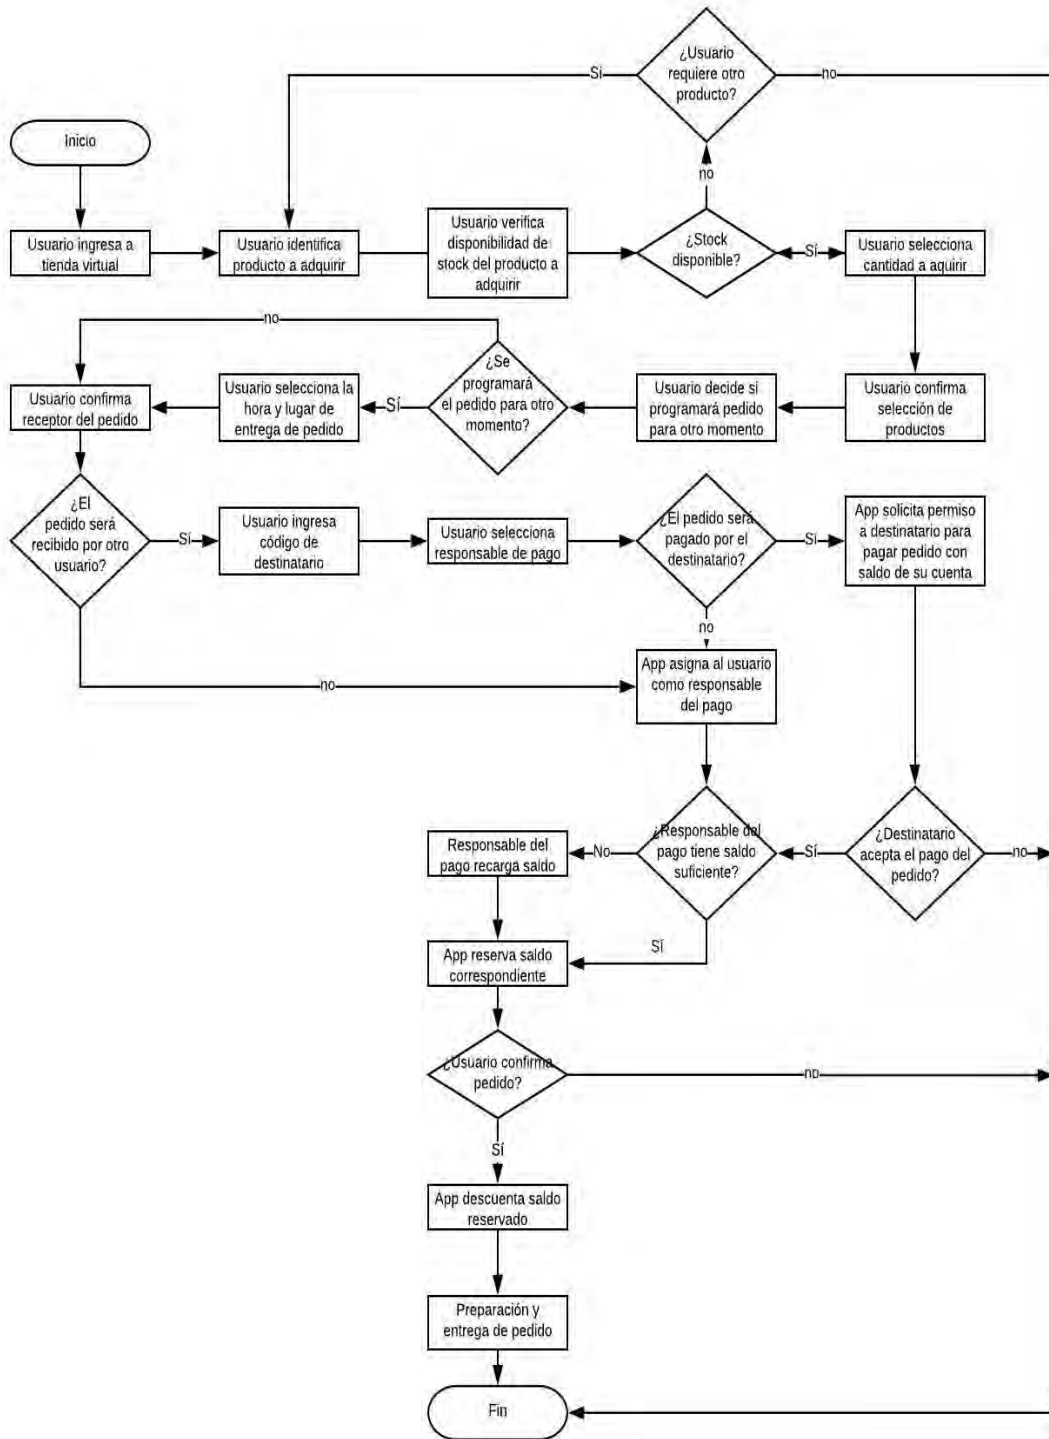 ¿Usuario
requiere otro
producto?
Sí
no
Inicio
no
Usuario ingresa a
tienda virtual
Usuario identifica
producto a adquirir
Usuario verifica
disponibilidad de
stock del producto a
adquirir
¿Stock
disponible?
Sí
Usuario selecciona
cantidad a aquirir
no
Usuario confirma
receptor del pedido
Usuario selecciona la
hora y lugar de
entrega de pedido
Sí
¿Se
programará
el pedido para otro
momento?
Usuario decide si
programará pedido
para otro momento
Usuario confirma
selección de
productos
¿El
pedido será
recibido por otro
usuario?
Sí
Usuario ingresa
código de
destinatario
Usuario selecciona
responsable de pago
¿El pedido será
pagado por el
destinatario?
Sí
App solicita permiso
a destinatario para
pagar pedido con
saldo de su cuenta
no
no
App asigna al usuario
como responsable
del pago
Responsable del
pago recarga saldo
No
¿Responsable del
pago tiene saldo
suficiente?
Sí
¿Destinatario
acepta el pago del
pedido?
no
Sí
App reserva saldo
correspondiente
¿Usuario confirma
pedido?
no
Sí
App descuenta saldo
reservado
Preparación y
entrega de pedido
Fin